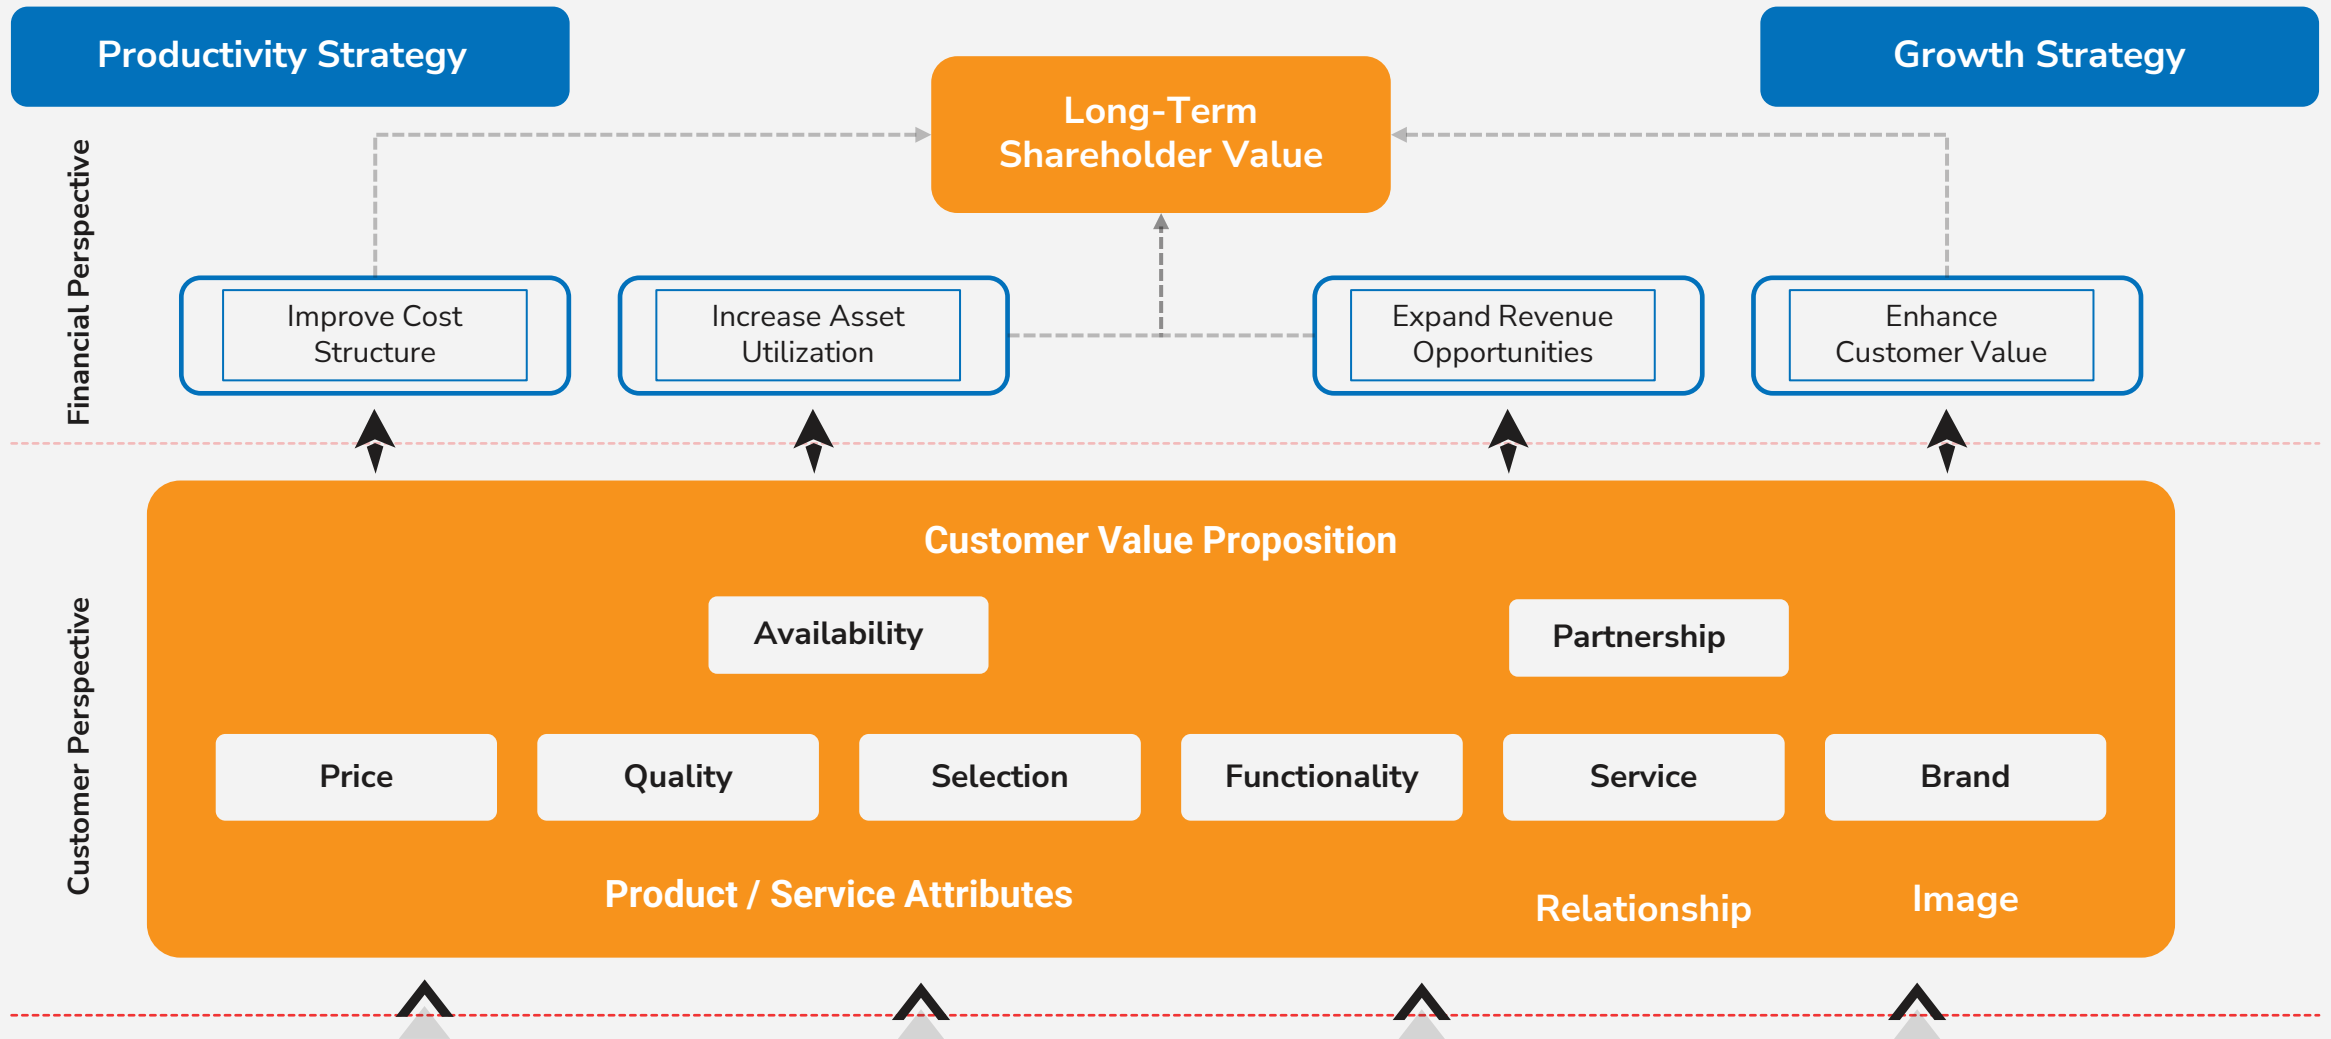 Productivity Strategy
Growth Strategy
Long-Term
Shareholder Value
Financial Perspective
Improve Cost
Structure
Increase Asset
Utilization
Expand Revenue
Opportunities
Enhance
Customer Value
Customer Perspective
Customer Value Proposition
Availability
Partnership
Price
Quality
Selection
Functionality
Service
Brand
Product / Service Attributes
Relationship
Image